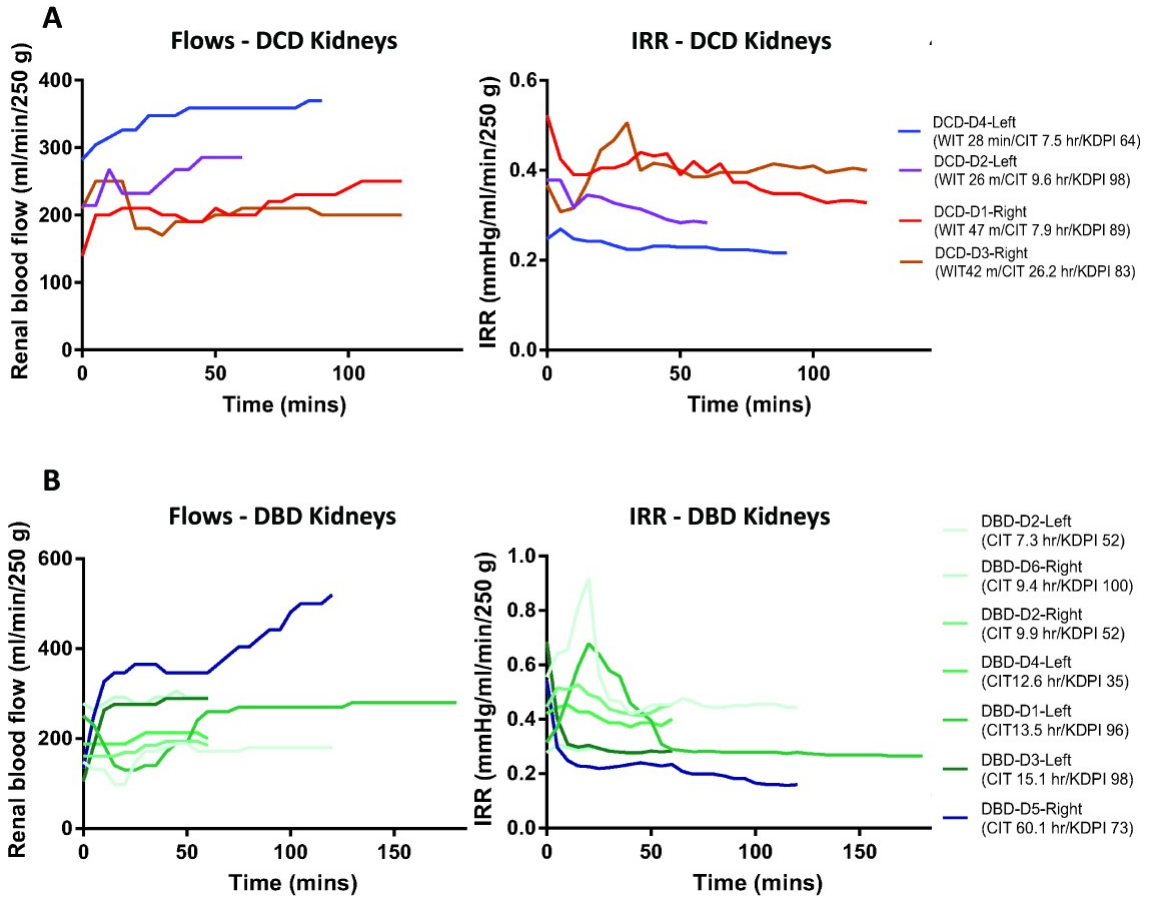 A
Flows - DCD Kidneys
IRR - DCD Kidneys
Renal blood flow (ml/min/250 g)
400
300
200
100
0
0
50
100
Time (mins)
IRR (mmHg/ml/min/250 g)
0.6
0.4
0.2
0.0
0
50
100
Time (mins)
DCD-D4-Left
(WIT 28 min/CIT 7.5 hr/KDPI 64)
DCD-D2-Left
(WIT 26 m/CIT 9.6 hr/KDPI 98)
DCD-D1-Right
(WIT 47 m/CIT 7.9 hr/KDPI 89)
DCD-D3-Right
(WIT42 m/CIT 26.2 hr/KDPI 83)
B
Flows - DBD Kidneys
IRR - DBD Kidneys
Renal blood flow (ml/min/250 g)
600
400
200
0
0
50
100
150
Time (mins)
IRR (mmHg/ml/min/250 g)
1.0
0.8
0.6
0.4
0.2
0.0
0
50
100
150
Time (mins)
DBD-D2-Left
(CIT 7.3 hr/KDPI 52)
DBD-D6-Right
(CIT 9.4 hr/KDPI 100)
DBD-D2-Right
(CIT 9.9 hr/KDPI 52)
DBD-D4-Left
(CIT12.6 hr/KDPI 35)
DBD-D1-Left
(CIT13.5 hr/KDPI 96)
DBD-D3-Left
(CIT 15.1 hr/KDPI 98)
DBD-D5-Right
(CIT 60.1 hr/KDPI 73)